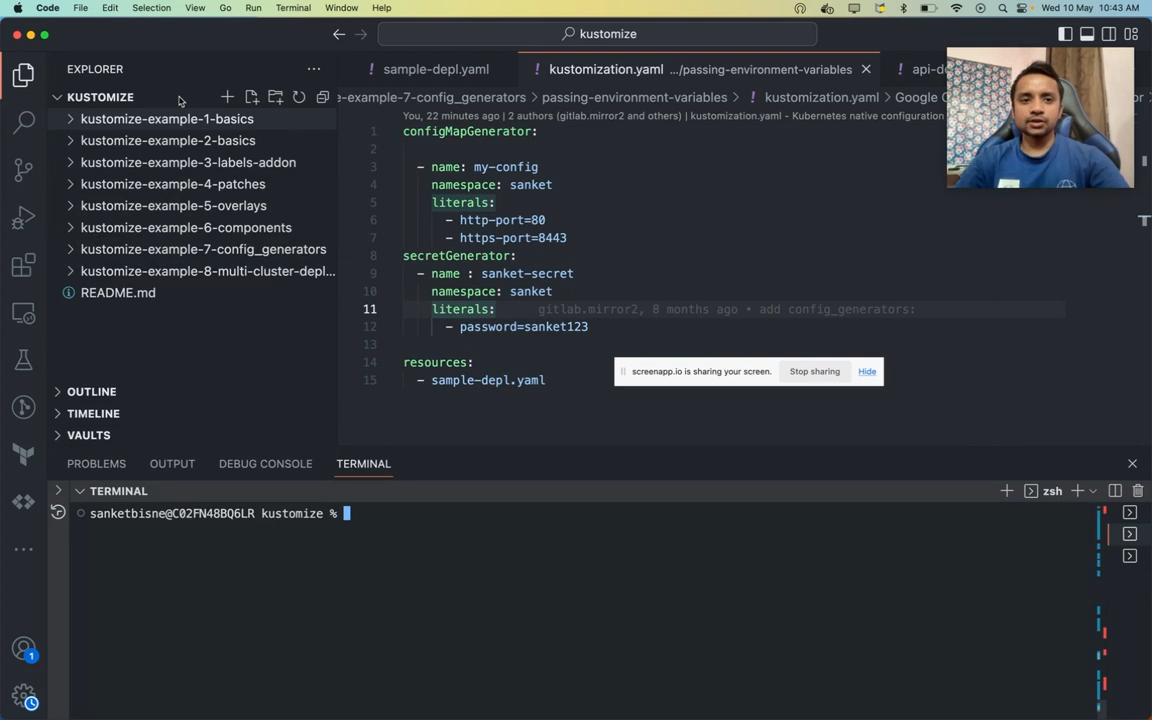 Code File Edit Selection View Go Run Terminal Window Help Wed 10 May 10:43 AM
kustomize
EXPLORER
sample-depl.yaml
kustomization.yaml .../passing-environment-variables
api-de
KUSTOMIZE
e-example-7-config_generators > passing-environment-variables > kustomization.yaml > Google C
kustomize-example-1-basics
kustomize-example-2-basics
kustomize-example-3-labels-addon
kustomize-example-4-patches
kustomize-example-5-overlays
kustomize-example-6-components
kustomize-example-7-config_generators
kustomize-example-8-multi-cluster-depl...
README.md
OUTLINE
TIMELINE
VAULTS
You, 22 minutes ago | 2 authors (gitlab.mirror2 and others) | kustomization.yaml - Kubernetes native configuration
1 configMapGenerator:
2
3 - name: my-config
4 namespace: sanket
5 literals:
6 - http-port=80
7 - https-port=8443
8 secretGenerator:
9 - name : sanket-secret
10 namespace: sanket
11 literals: gitlab.mirror2, 8 months ago • add config_generators:
12 - password=sanket123
13
14 resources:
15 - sample-depl.yaml
screenapp.io is sharing your screen. Stop sharing Hide
PROBLEMS OUTPUT DEBUG CONSOLE TERMINAL
TERMINAL
zsh
sanketbisne@C02FN48BQ6LR kustomize %
1